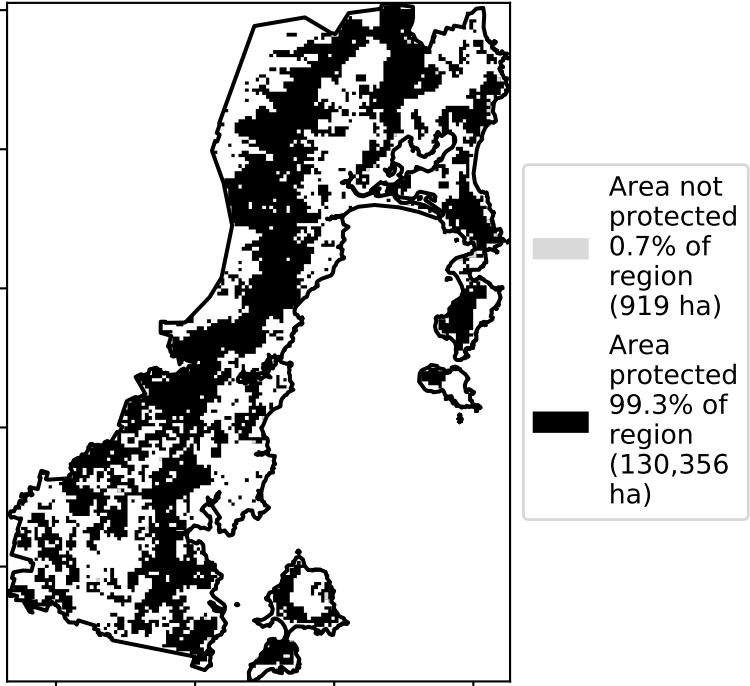 Area not
protected
0.7% of
region
(919 ha)
Area
protected
99.3% of
region
(130,356
ha)